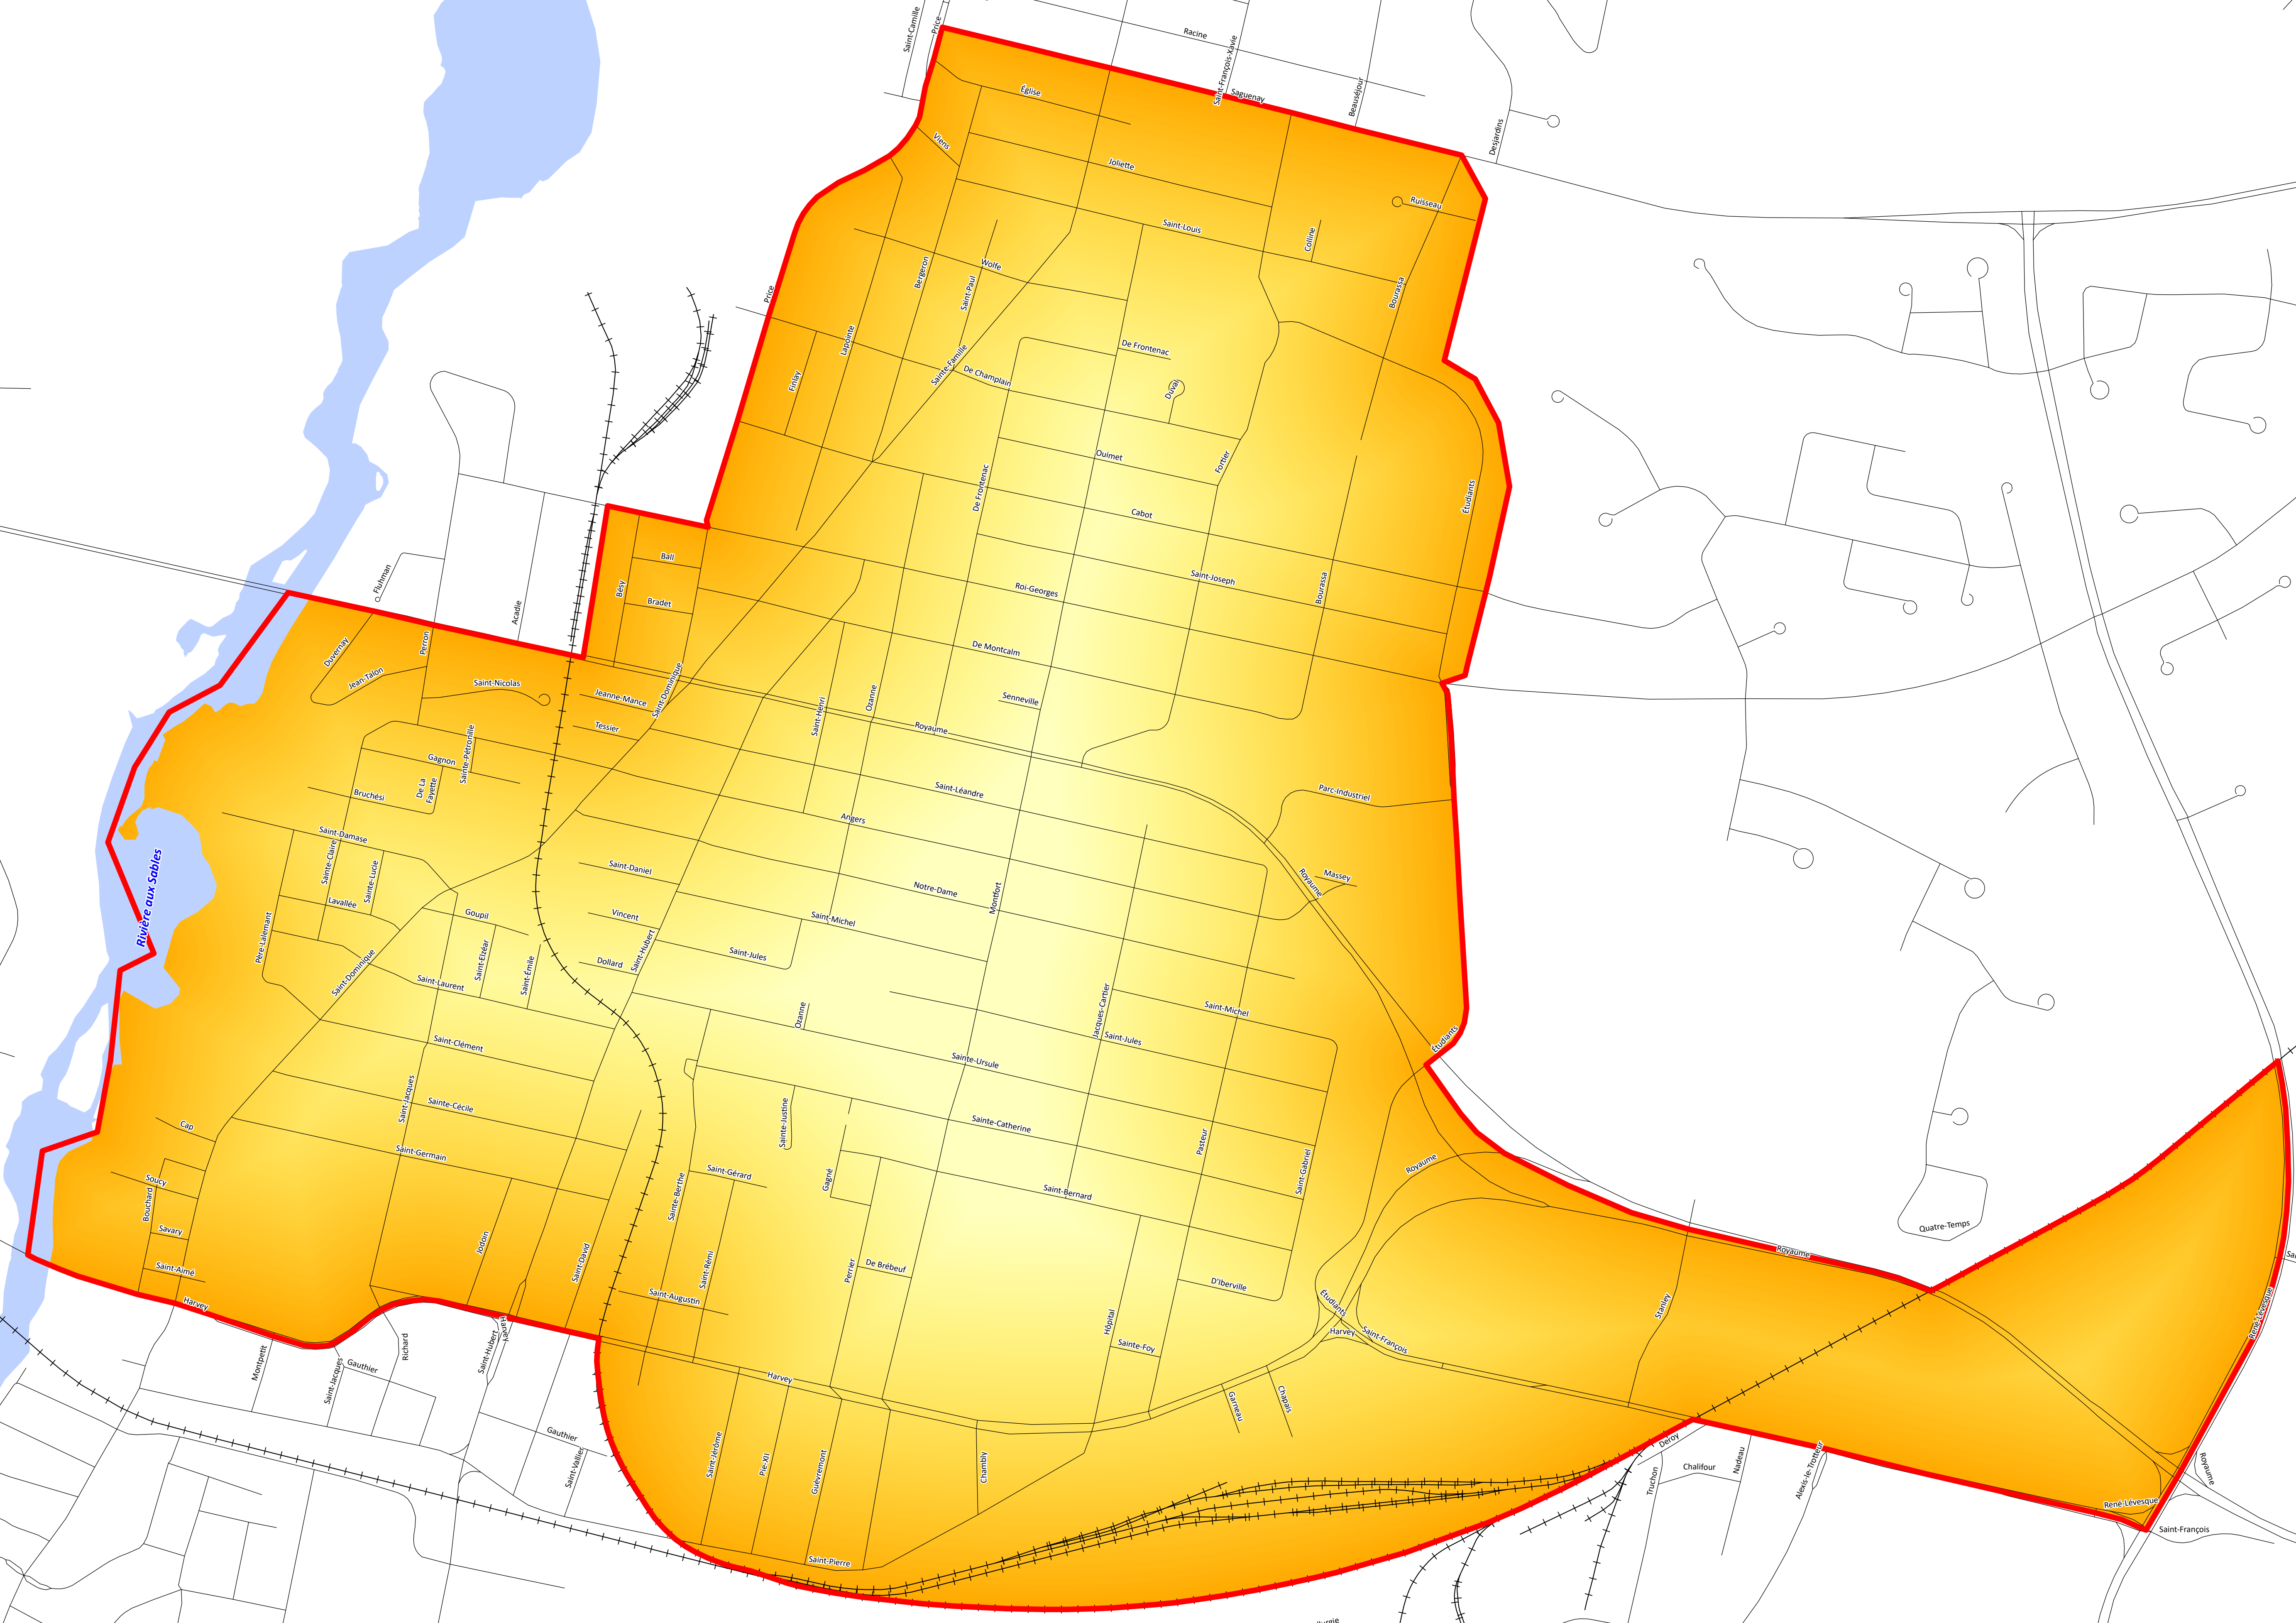 Saint-Camille
Price
Racine
Saint-François-Xavie
Saguenay
Beauséjour
Desjardins
Église
Viens
Joliette
Ruisseau
Saint-Louis
Colline
Bergeron
Wolfe
Saint-Paul
Bourassa
Price
Lapointe
Sainte-Famille
De Frontenac
De Champlain
Duval
Finlay
Ouimet
Fortier
De Frontenac
Étudiants
Cabot
Ball
Bésy
Bradet
Roi-Georges
Saint-Joseph
Bourassa
Fluhman
Acadie
Duvernay
Perron
Jean-Talon
Saint-Nicolas
Jeanne-Mance
Saint-Dominique
Tessier
De Montcalm
Senneville
Saint-Henri
Ozanne
Royaume
Sainte-Pétronille
Gagnon
De La
Fayette
Bruchési
Saint-Léandre
Parc-Industriel
Angers
Saint-Damase
Sainte-Claire
Sainte-Lucie
Saint-Daniel
Notre-Dame
Montfort
Royaume
Massey
Rivière aux Sables
Lavallée
Goupil
Vincent
Saint-Michel
Père-Lalemant
Saint-Dominique
Saint-Elzéar
Saint-Émile
Saint-Hubert
Dollard
Saint-Jules
Saint-Laurent
Ozanne
Jacques-Cartier
Saint-Michel
Saint-Jules
Étudiants
Saint-Clément
Sainte-Ursule
Saint-Jacques
Sainte-Cécile
Sainte-Justine
Sainte-Catherine
Cap
Saint-Germain
Pasteur
Saint-Gabriel
Royaume
Soucy
Bouchard
Savary
Saint-Aimé
Sainte-Berthe
Saint-Gérard
Gagné
Saint-Bernard
Quatre-Temps
Royaume
Jodoin
Saint-David
Saint-Rémi
Saint-Augustin
Perrier
De Brébeuf
D'Iberville
Étudiants
Harvey
Saint-François
Stanley
Hôpital
Sainte-Foy
René-Lévesque
Harvey
Montpetit
Saint-Jacques
Gauthier
Richard
Saint-Hubert
Harvey
Harvey
Garneau
Chapais
Gauthier
Saint-Vallier
Saint-Jérôme
Pie-XII
Guèvremont
Chambly
Saint-Pierre
Deroy
Truchon
Chalifour
Nadeau
Alexis-le-Trotteur
Royaume
René-Lévesque
Saint-François